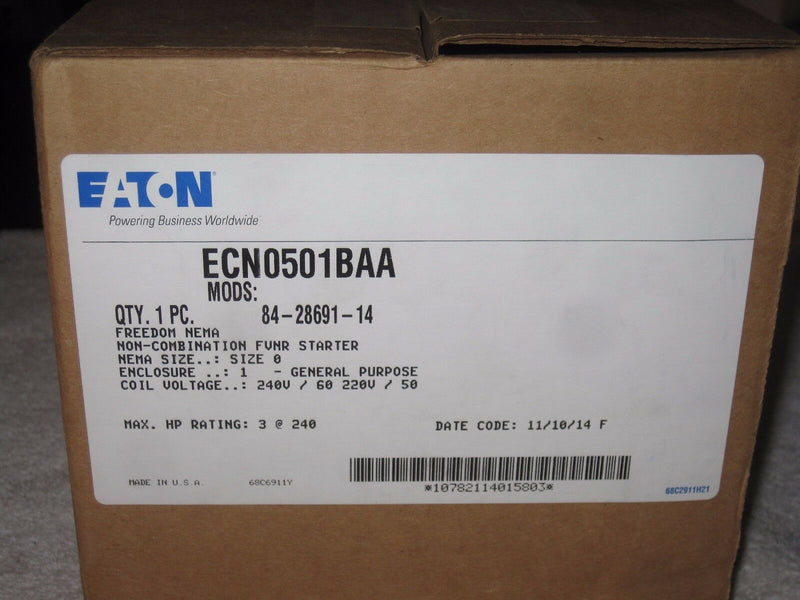 EATON
Powering Business Worldwide
ECN0501BAA
MODS:
QTY. 1 PC. 84-28691-14
FREEDOM NEMA
NON-COMBINATION FVNR STARTER
NEMA SIZE..: SIZE 0
ENCLOSURE ..: 1 - GENERAL PURPOSE
COIL VOLTAGE..: 240V / 60 220V / 50
MAX. HP RATING: 3 @ 240 DATE CODE: 11/10/14 F
*10782114015803*
MADE IN U.S.A. 68C6911Y 68C2911H21